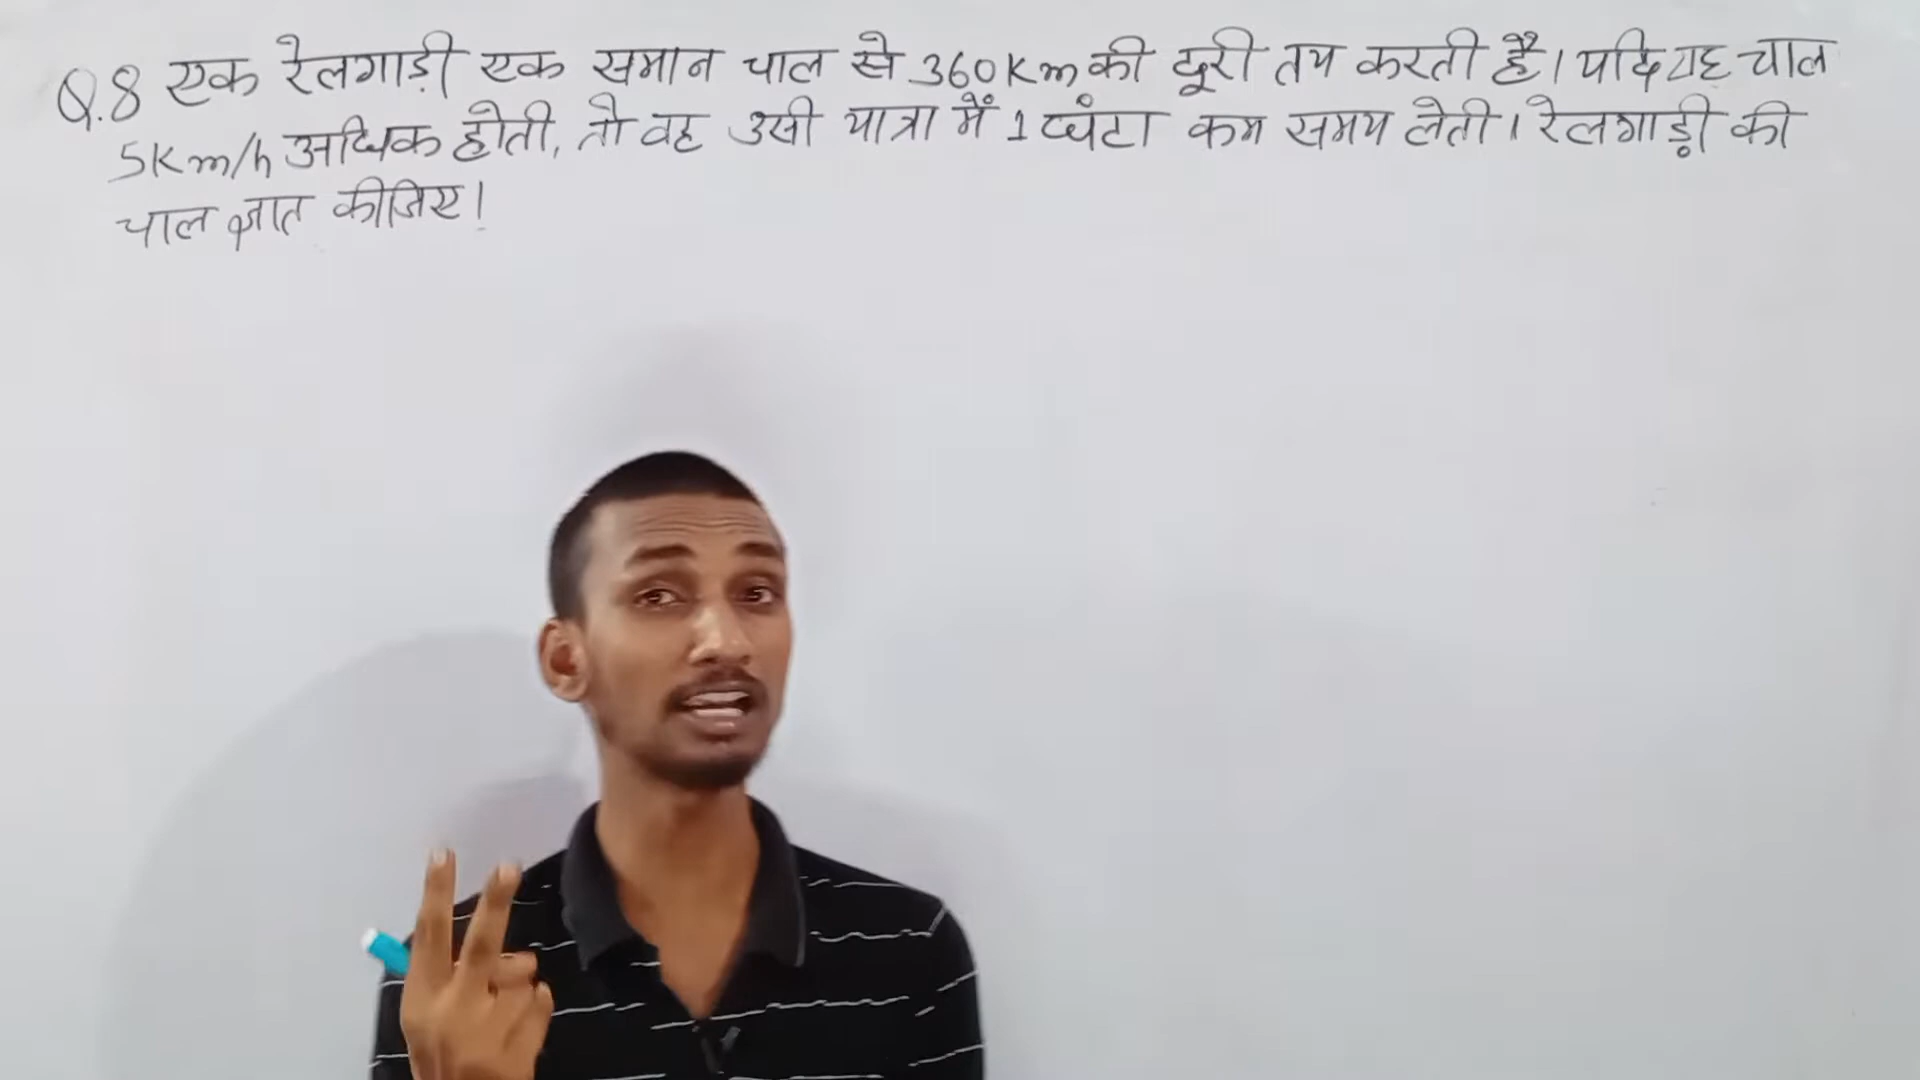 Q.8 एक रेलगाड़ी एक समान चाल से 360Km की दूरी तय करती है। यदि यह चाल
5Km/h अधिक होती, तो वह उसी यात्रा में 1 घंटा कम समय लेती। रेलगाड़ी की
चाल ज्ञात कीजिए।